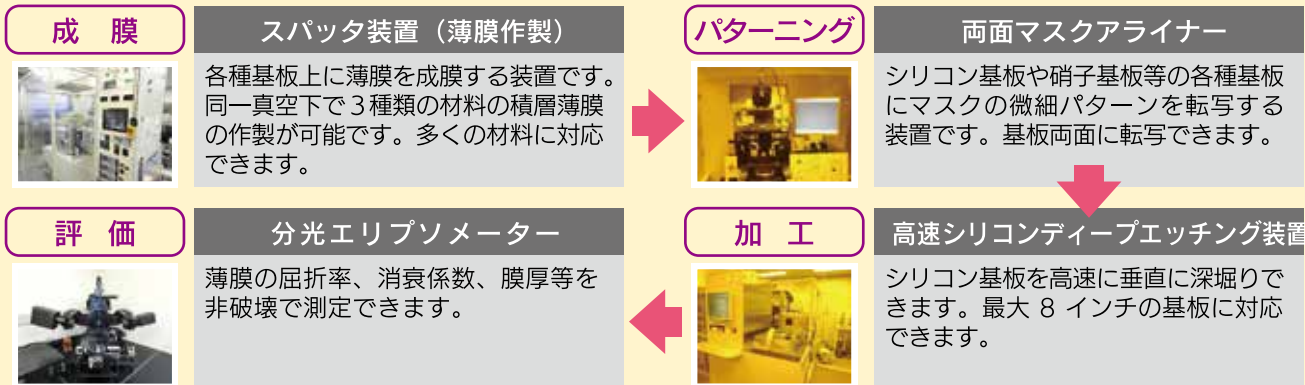 成 膜
スパッタ装置（薄膜作製）
各種基板上に薄膜を成膜する装置です。
同一真空下で３種類の材料の積層薄膜
の作製が可能です。多くの材料に対応
できます。
パターニング
両面マスクアライナー
シリコン基板や硝子基板等の各種基板
にマスクの微細パターンを転写する
装置です。基板両面に転写できます。
加 工
高速シリコンディープエッチング装置
シリコン基板を高速に垂直に深堀りで
きます。最大 8 インチの基板に対応
できます。
評 価
分光エリプソメーター
薄膜の屈折率、消衰係数、膜厚等を
非破壊で測定できます。